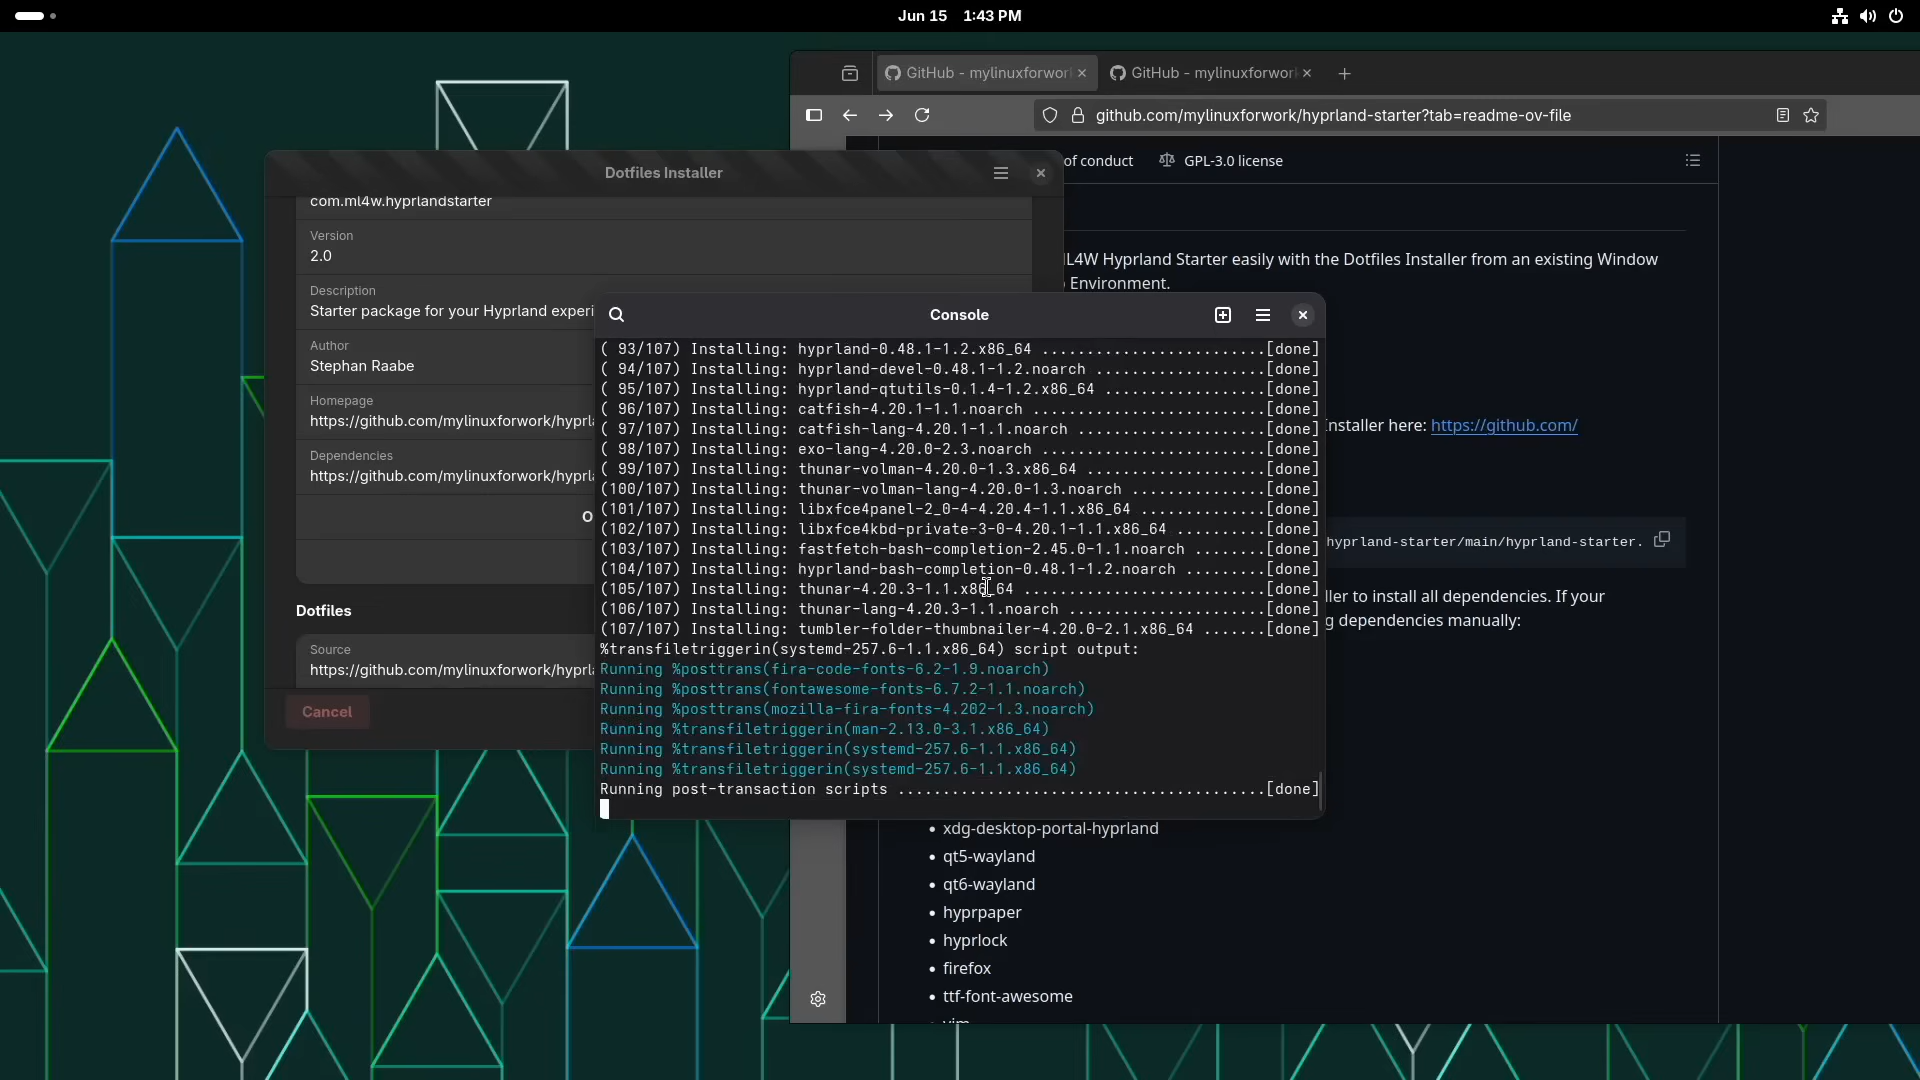 Jun 15 1:43 PM
GitHub - mylinuxforwor
GitHub - mylinuxforwor
github.com/mylinuxforwork/hyprland-starter?tab=readme-ov-file
of conduct
GPL-3.0 license
Dotfiles Installer
com.ml4w.hyprlandstarter
Version
2.0
Description
Starter package for your Hyprland experi
Author
Stephan Raabe
Homepage
https://github.com/mylinuxforwork/hyprl
Dependencies
https://github.com/mylinuxforwork/hyprl
O
Dotfiles
Source
https://github.com/mylinuxforwork/hyprl
Cancel
L4W Hyprland Starter easily with the Dotfiles Installer from an existing Window
Environment.
Console
( 93/107) Installing: hyprland-0.48.1-1.2.x86_64 .........................[done]
( 94/107) Installing: hyprland-devel-0.48.1-1.2.noarch ...................[done]
( 95/107) Installing: hyprland-qtutils-0.1.4-1.2.x86_64 ..................[done]
( 96/107) Installing: catfish-4.20.1-1.1.noarch ..........................[done]
( 97/107) Installing: catfish-lang-4.20.1-1.1.noarch .....................[done]
( 98/107) Installing: exo-lang-4.20.0-2.3.noarch .........................[done]
( 99/107) Installing: thunar-volman-4.20.0-1.3.x86_64 ....................[done]
(100/107) Installing: thunar-volman-lang-4.20.0-1.3.noarch ...............[done]
(101/107) Installing: libxfce4panel-2_0-4-4.20.4-1.1.x86_64 ..............[done]
(102/107) Installing: libxfce4kbd-private-3-0-4.20.1-1.1.x86_64 ..........[done]
(103/107) Installing: fastfetch-bash-completion-2.45.0-1.1.noarch ........[done]
(104/107) Installing: hyprland-bash-completion-0.48.1-1.2.noarch .........[done]
(105/107) Installing: thunar-4.20.3-1.1.x86_64 ...........................[done]
(106/107) Installing: thunar-lang-4.20.3-1.1.noarch ......................[done]
(107/107) Installing: tumbler-folder-thumbnailer-4.20.0-2.1.x86_64 .......[done]
%transfiletriggerin(systemd-257.6-1.1.x86_64) script output:
Running %posttrans(fira-code-fonts-6.2-1.9.noarch)
Running %posttrans(fontawesome-fonts-6.7.2-1.1.noarch)
Running %posttrans(mozilla-fira-fonts-4.202-1.3.noarch)
Running %transfiletriggerin(man-2.13.0-3.1.x86_64)
Running %transfiletriggerin(systemd-257.6-1.1.x86_64)
Running %transfiletriggerin(systemd-257.6-1.1.x86_64)
Running post-transaction scripts .........................................[done]
nstaller here: https://github.com/
hyprland-starter/main/hyprland-starter.
ller to install all dependencies. If your
g dependencies manually:
• xdg-desktop-portal-hyprland
• qt5-wayland
• qt6-wayland
• hyprpaper
• hyprlock
• firefox
• ttf-font-awesome
• vim